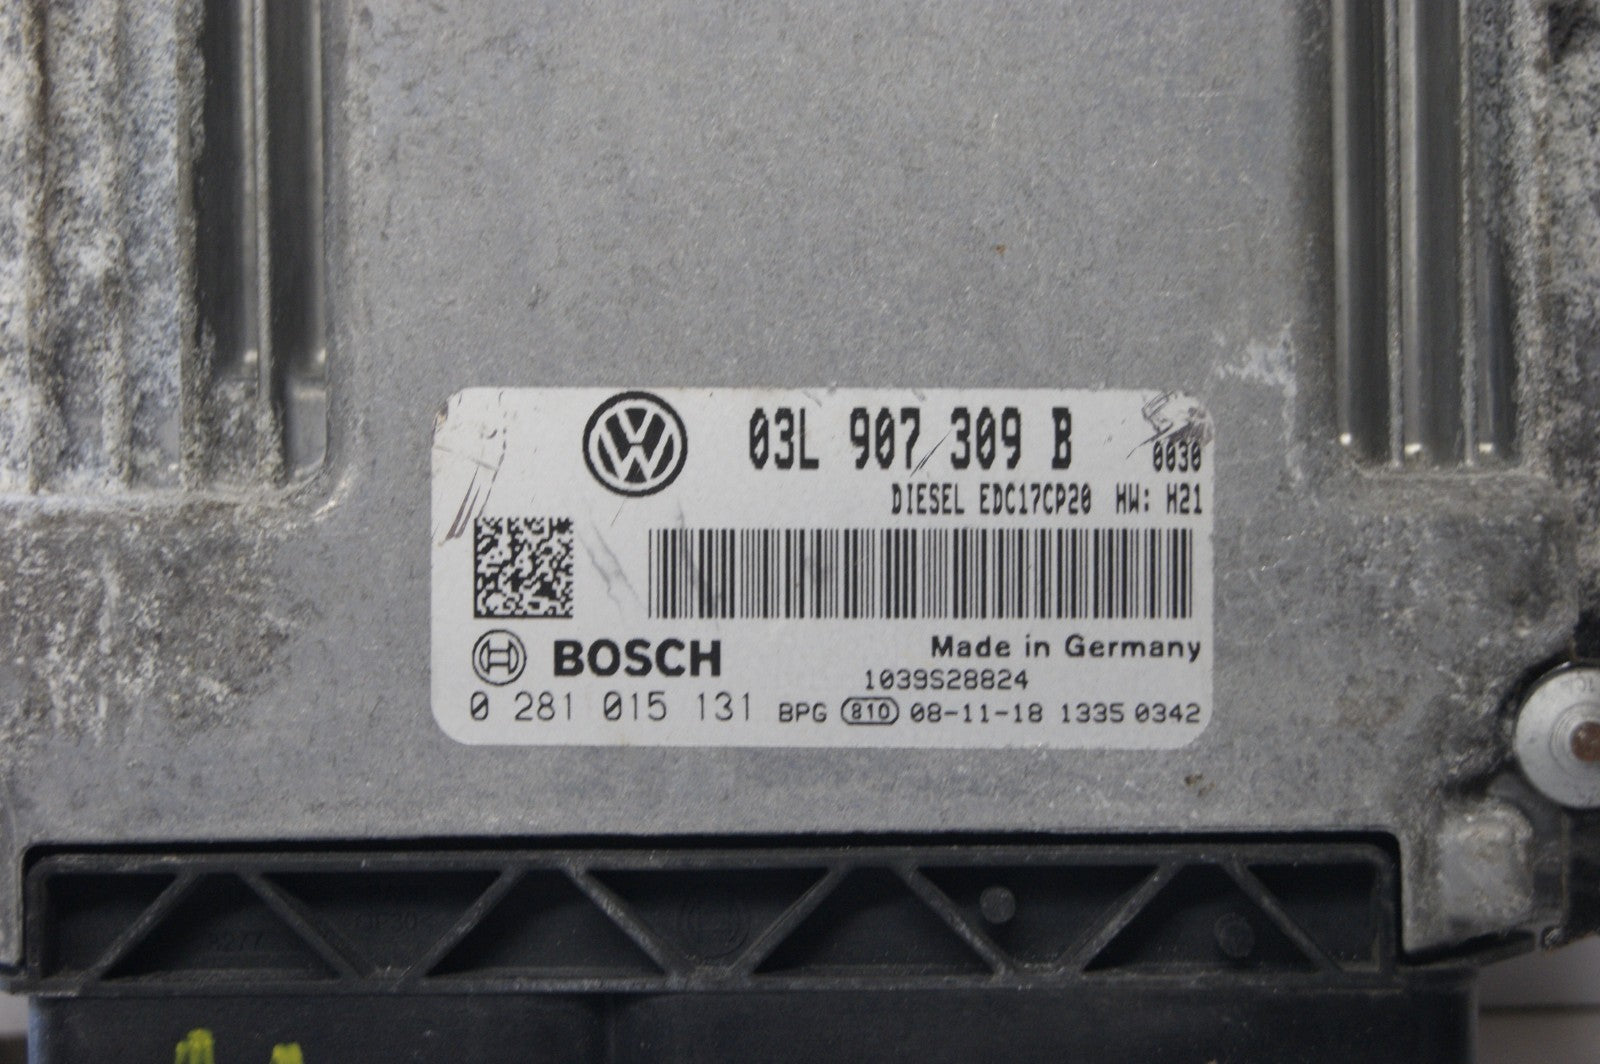 03L 907 309 B
0030
DIESEL EDC17CP20 HW: H21
BOSCH
Made in Germany
1039S28824
0 281 015 131 BPG 810 08-11-18 1335 0342